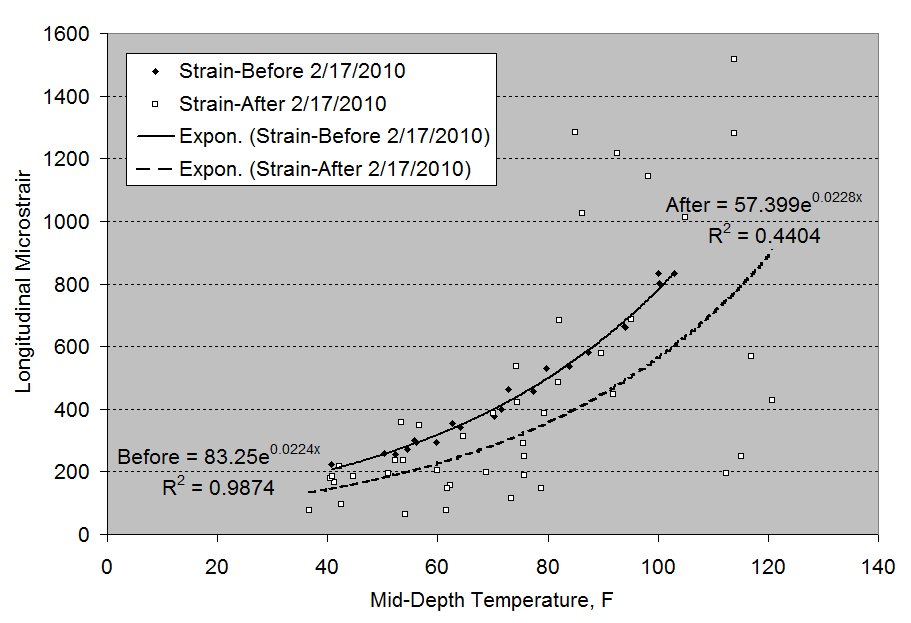 1600
1400
1200
1000
800
600
400
200
0
Longitudinal Microstrair
Strain-Before 2/17/2010
Strain-After 2/17/2010
Expon. (Strain-Before 2/17/2010)
Expon. (Strain-After 2/17/2010)
After = 57.399e^0.0228x
R² = 0.4404
Before = 83.25e^0.0224x
R² = 0.9874
0 20 40 60 80 100 120 140
Mid-Depth Temperature, F